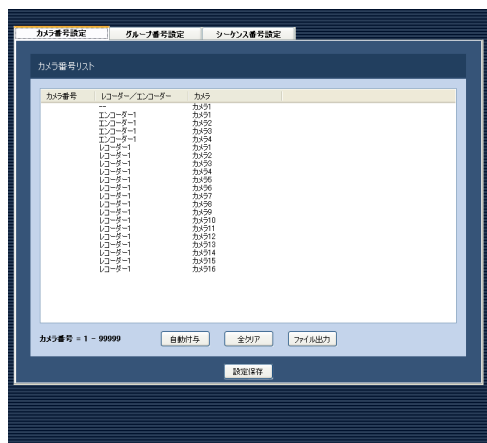 カメラ番号設定 グループ番号設定 シーケンス番号設定
カメラ番号リスト
カメラ番号 レコーダー／エンコーダー カメラ
-- カメラ1
エンコーダー1 カメラ1
エンコーダー1 カメラ2
エンコーダー1 カメラ3
エンコーダー1 カメラ4
レコーダー1 カメラ1
レコーダー1 カメラ2
レコーダー1 カメラ3
レコーダー1 カメラ4
レコーダー1 カメラ5
レコーダー1 カメラ6
レコーダー1 カメラ7
レコーダー1 カメラ8
レコーダー1 カメラ9
レコーダー1 カメラ10
レコーダー1 カメラ11
レコーダー1 カメラ12
レコーダー1 カメラ13
レコーダー1 カメラ14
レコーダー1 カメラ15
レコーダー1 カメラ16
カメラ番号 = 1 - 99999 自動付与 全クリア ファイル出力
設定保存